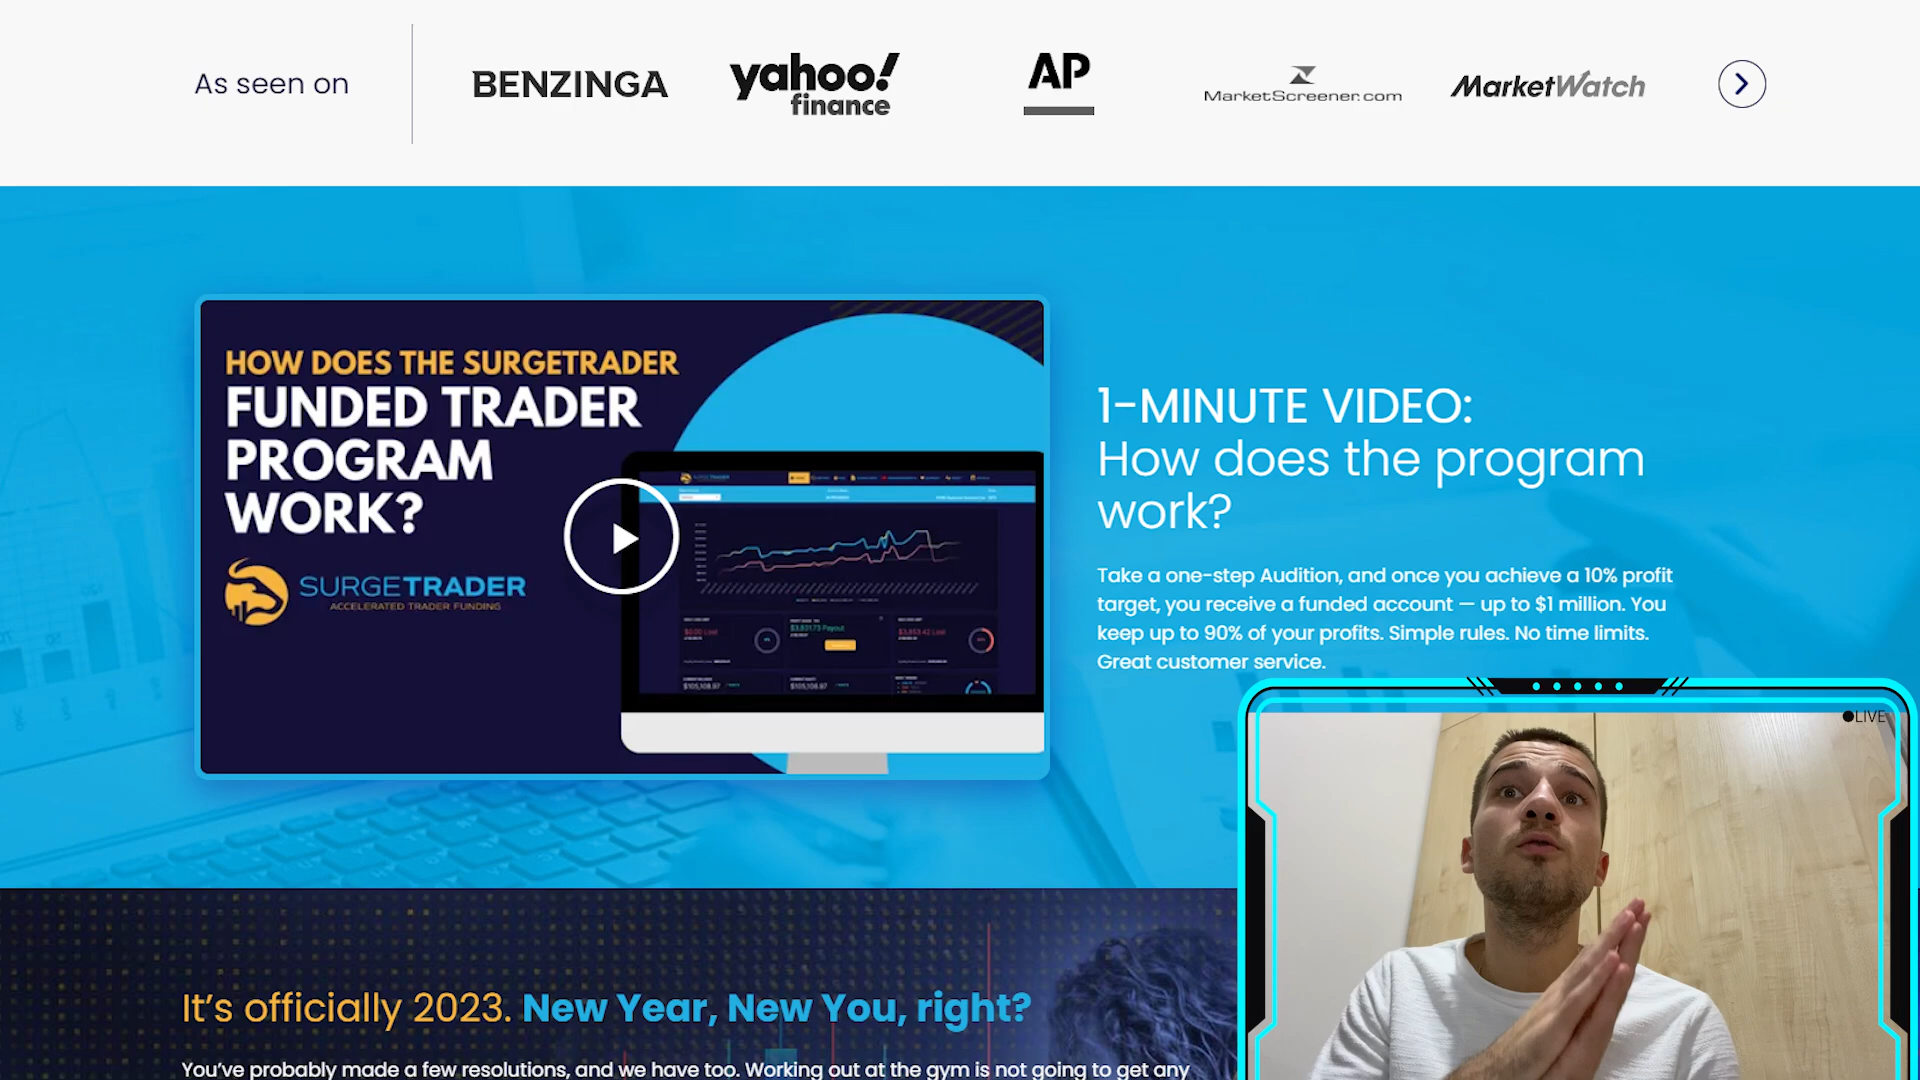 As seen on
BENZINGA
yahoo!
finance
AP
MarketScreener.com
MarketWatch
HOW DOES THE SURGETRADER
FUNDED TRADER
PROGRAM
WORK?
SURGETRADER
ACCELERATED TRADER FUNDING
1-MINUTE VIDEO:
How does the program
work?
Take a one-step Audition, and once you achieve a 10% profit
target, you receive a funded account — up to $1 million. You
keep up to 90% of your profits. Simple rules. No time limits.
Great customer service.
LIVE
It's officially 2023. New Year, New You, right?
You've probably made a few resolutions, and we have too. Working out at the gym is not going to get any